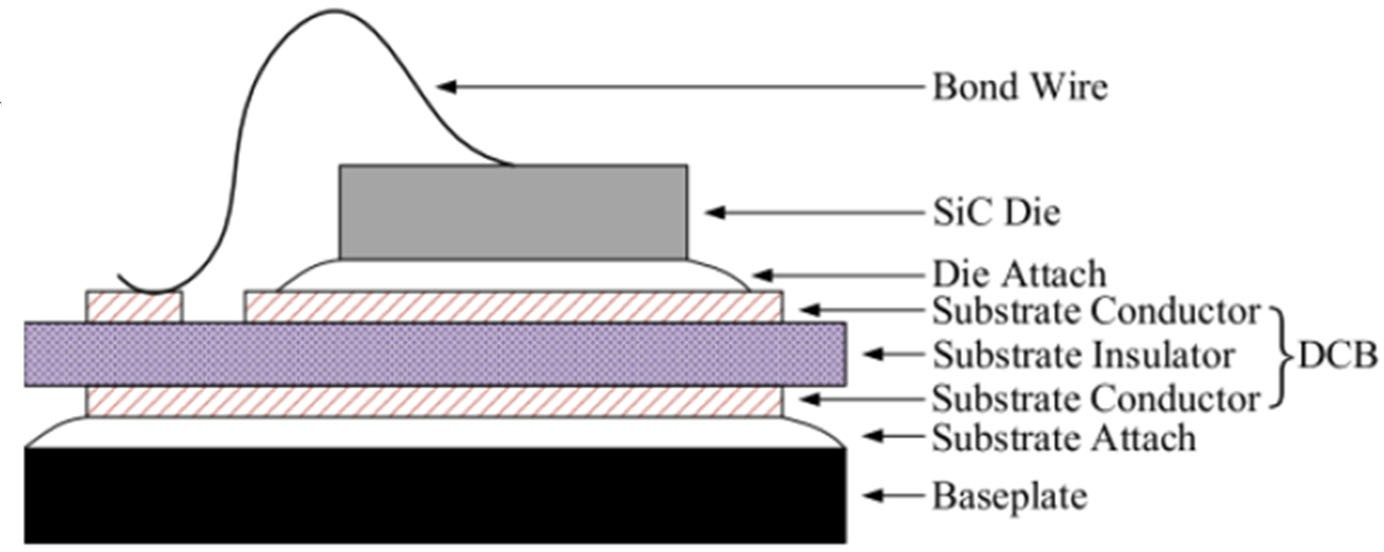 Bond Wire
SiC Die
Die Attach
Substrate Conductor
Substrate Insulator
DCB
Substrate Conductor
Substrate Attach
Baseplate